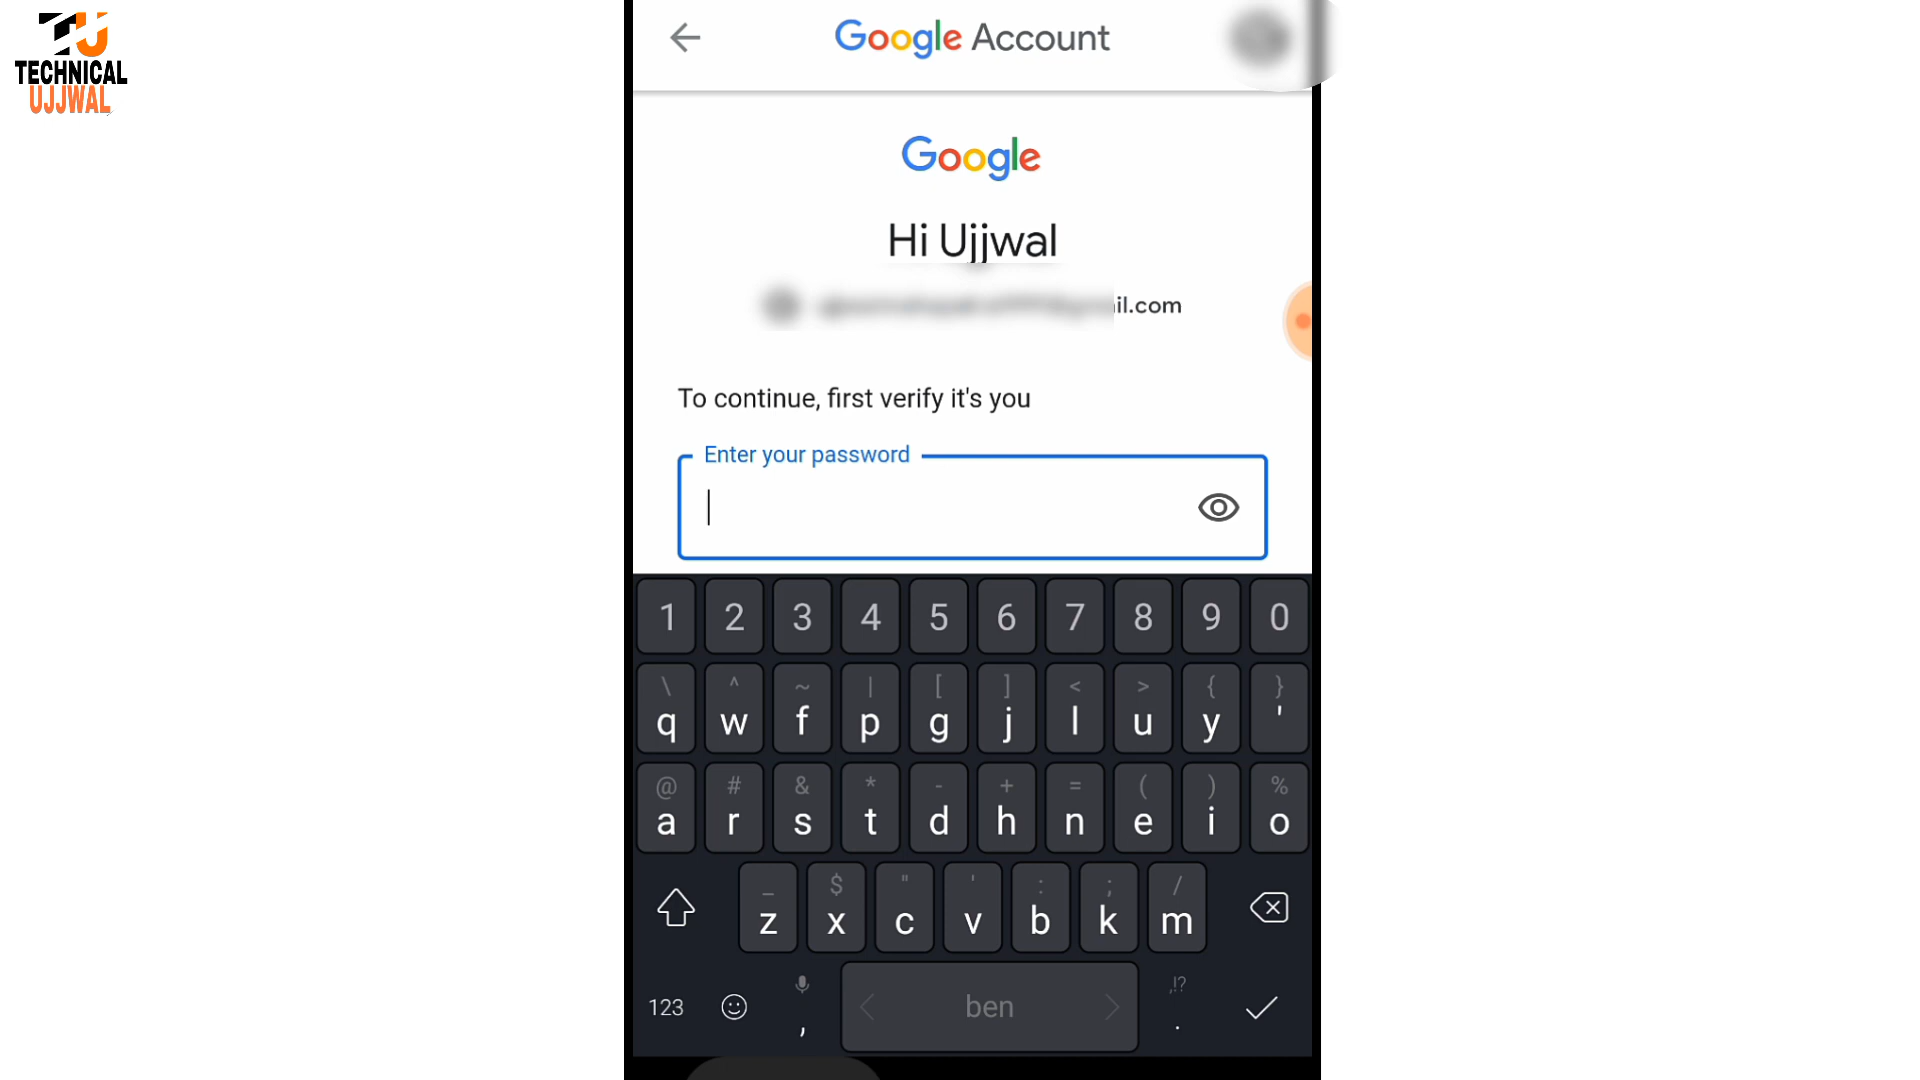 TU
TECHNICAL
UJJWAL
Google Account
Google
Hi Ujjwal
il.com
To continue, first verify it's you
Enter your password
1 2 3 4 5 6 7 8 9 0
\ ^ ~ | [ ] < > { }
q w f p g j l u y '
@ # & * - + = ( ) %
a r s t d h n e i o
_ $ " ' : ; /
z x c v b k m
,!?
123 , < ben > .